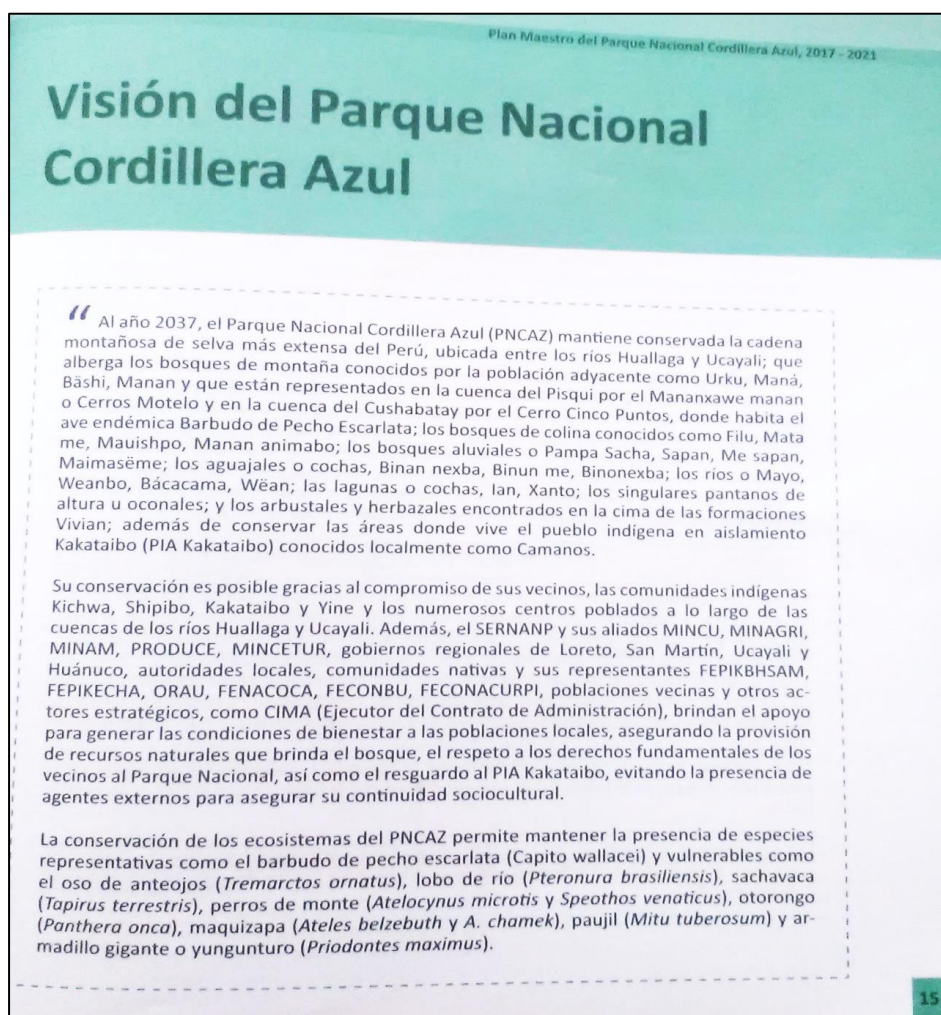 Plan Maestro del Parque Nacional Cordillera Azul, 2017 - 2021
Visión del Parque Nacional
Cordillera Azul
“ Al año 2037, el Parque Nacional Cordillera Azul (PNCAZ) mantiene conservada la cadena
montañosa de selva más extensa del Perú, ubicada entre los ríos Huallaga y Ucayali; que
alberga los bosques de montaña conocidos por la población adyacente como Urku, Maná,
Bäshi, Manan y que están representados en la cuenca del Pisqui por el Mananxawe manan
o Cerros Motelo y en la cuenca del Cushabatay por el Cerro Cinco Puntos, donde habita el
ave endémica Barbudo de Pecho Escarlata; los bosques de colina conocidos como Filu, Mata
me, Mauishpo, Manan animabo; los bosques aluviales o Pampa Sacha, Sapan, Me sapan,
Maimasëme; los aguajales o cochas, Binan nexba, Binun me, Binonexba; los ríos o Mayo,
Weanbo, Bácacama, Wëan; las lagunas o cochas, Ian, Xanto; los singulares pantanos de
altura u oconales; y los arbustales y herbazales encontrados en la cima de las formaciones
Vivian; además de conservar las áreas donde vive el pueblo indígena en aislamiento
Kakataibo (PIA Kakataibo) conocidos localmente como Camanos.
Su conservación es posible gracias al compromiso de sus vecinos, las comunidades indígenas
Kichwa, Shipibo, Kakataibo y Yine y los numerosos centros poblados a lo largo de las
cuencas de los ríos Huallaga y Ucayali. Además, el SERNANP y sus aliados MINCU, MINAGRI,
MINAM, PRODUCE, MINCETUR, gobiernos regionales de Loreto, San Martín, Ucayali y
Huánuco, autoridades locales, comunidades nativas y sus representantes FEPIKBHSAM,
FEPIKECHA, ORAU, FENACOCA, FECONBU, FECONACURPI, poblaciones vecinas y otros ac-
tores estratégicos, como CIMA (Ejecutor del Contrato de Administración), brindan el apoyo
para generar las condiciones de bienestar a las poblaciones locales, asegurando la provisión
de recursos naturales que brinda el bosque, el respeto a los derechos fundamentales de los
vecinos al Parque Nacional, así como el resguardo al PIA Kakataibo, evitando la presencia de
agentes externos para asegurar su continuidad sociocultural.
La conservación de los ecosistemas del PNCAZ permite mantener la presencia de especies
representativas como el barbudo de pecho escarlata (Capito wallacei) y vulnerables como
el oso de anteojos (Tremarctos ornatus), lobo de río (Pteronura brasiliensis), sachavaca
(Tapirus terrestris), perros de monte (Atelocynus microtis y Speothos venaticus), otorongo
(Panthera onca), maquizapa (Ateles belzebuth y A. chamek), paujil (Mitu tuberosum) y ar-
madillo gigante o yungunturo (Priodontes maximus).
15